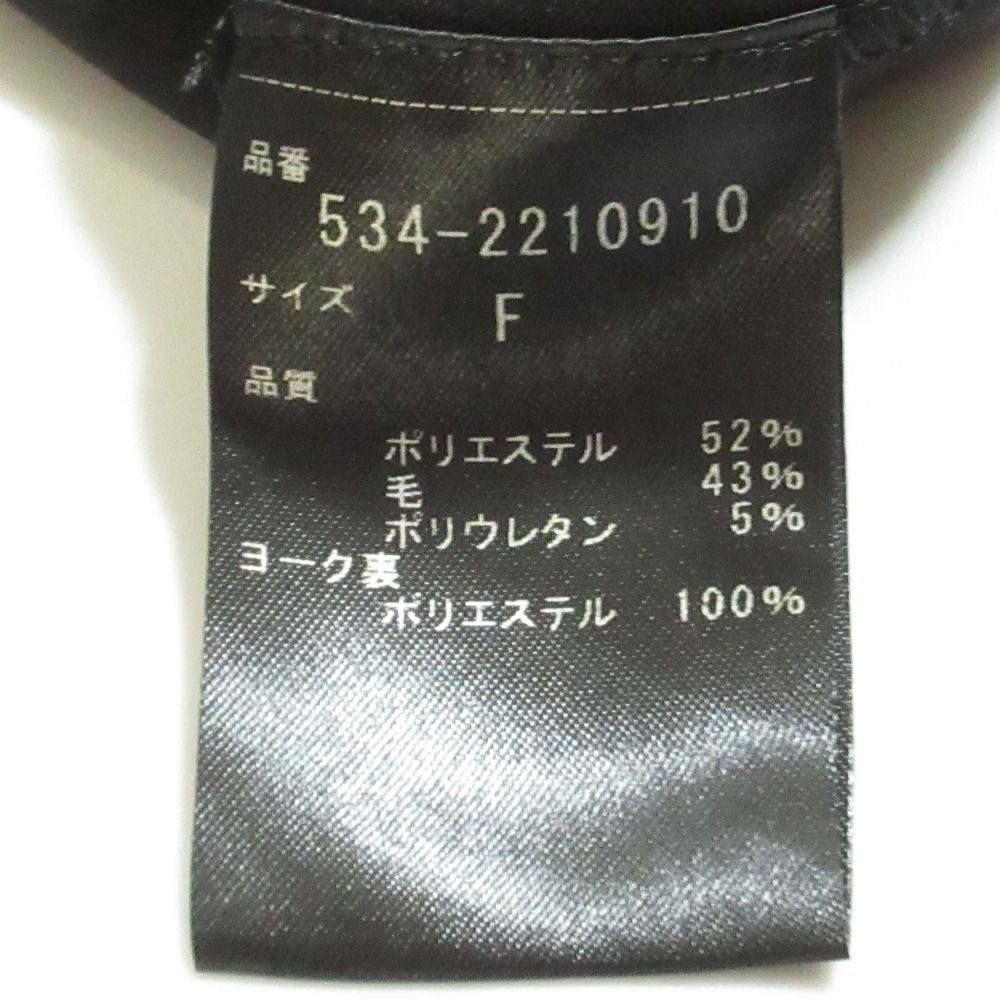 品番
534-2210910
サイズ F
品質
ポリエステル 52%
毛 43%
ポリウレタン 5%
ヨーク裏
ポリエステル 100%